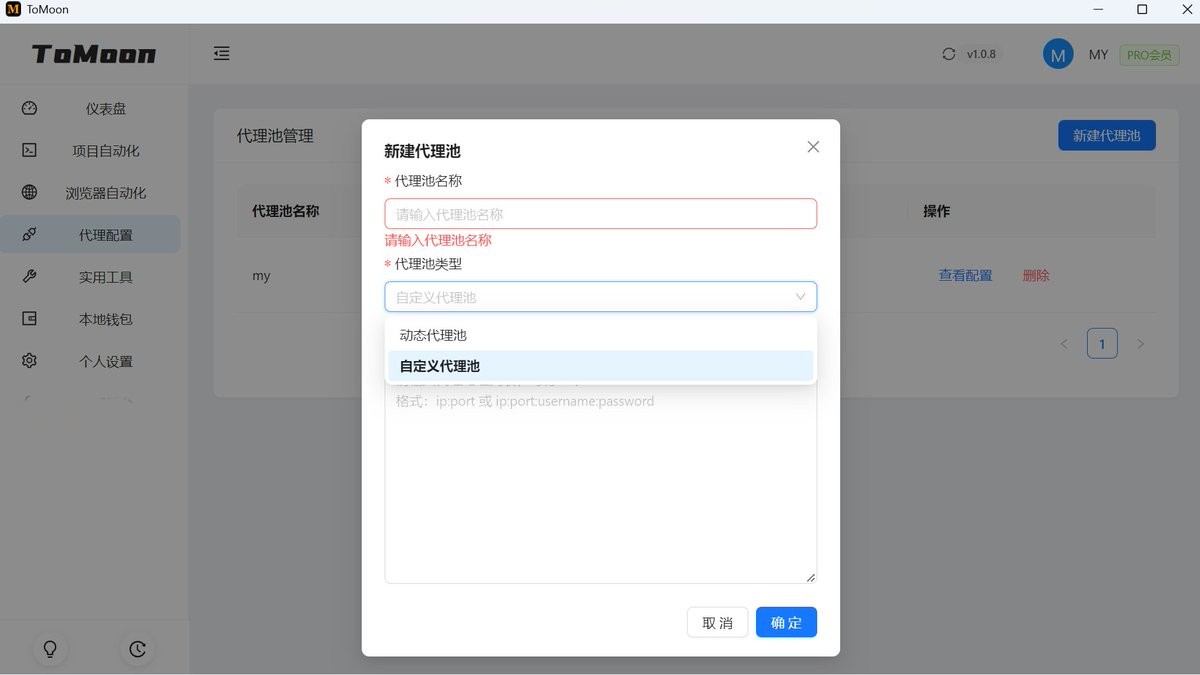 ToMoon
ToMoon
v1.0.8
M
MY
PRO会员
仪表盘
项目自动化
浏览器自动化
代理配置
实用工具
本地钱包
个人设置
代理池管理
新建代理池
代理池名称
操作
my
查看配置
删除
1
新建代理池
* 代理池名称
请输入代理池名称
请输入代理池名称
* 代理池类型
自定义代理池
动态代理池
自定义代理池
格式：ip:port 或 ip:port:username:password
取 消
确 定